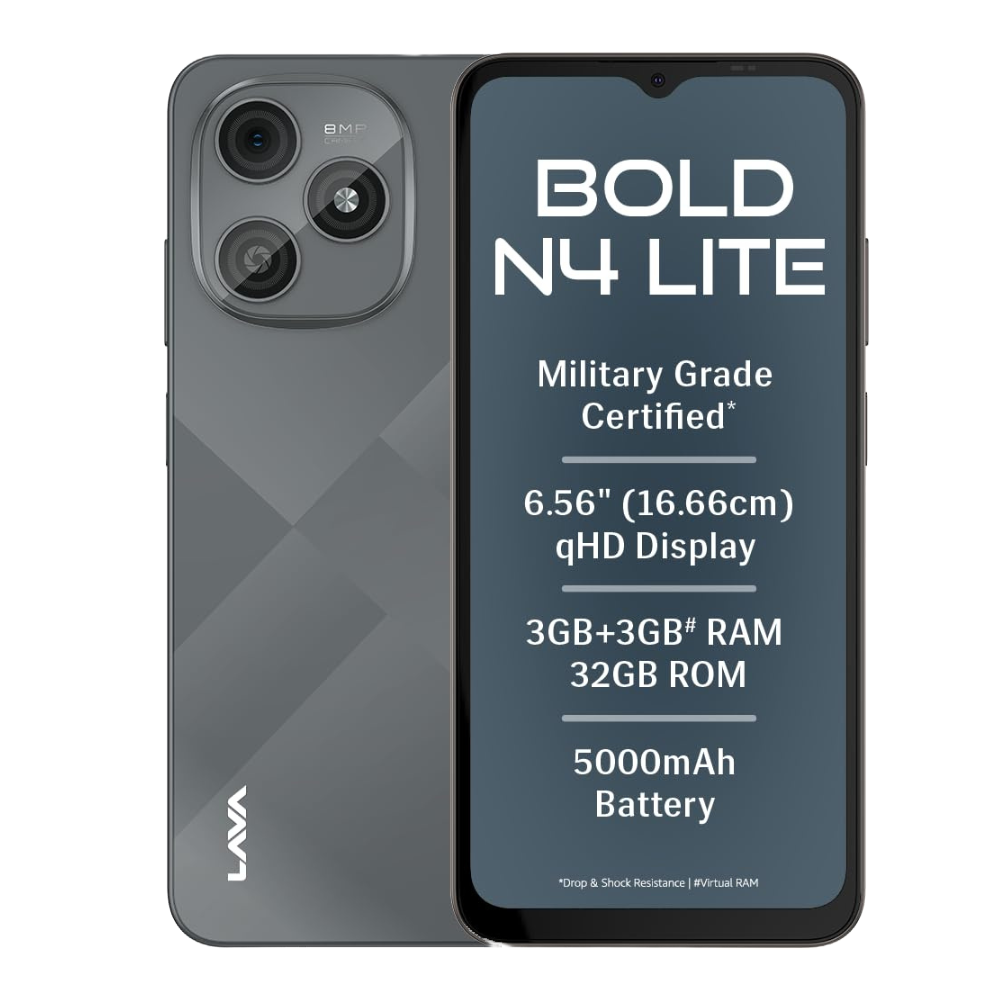 8MP
BOLD
N4 LITE
Military Grade
Certified*
6.56" (16.66cm)
qHD Display
3GB+3GB# RAM
32GB ROM
5000mAh
Battery
*Drop & Shock Resistance | #Virtual RAM
LAVA